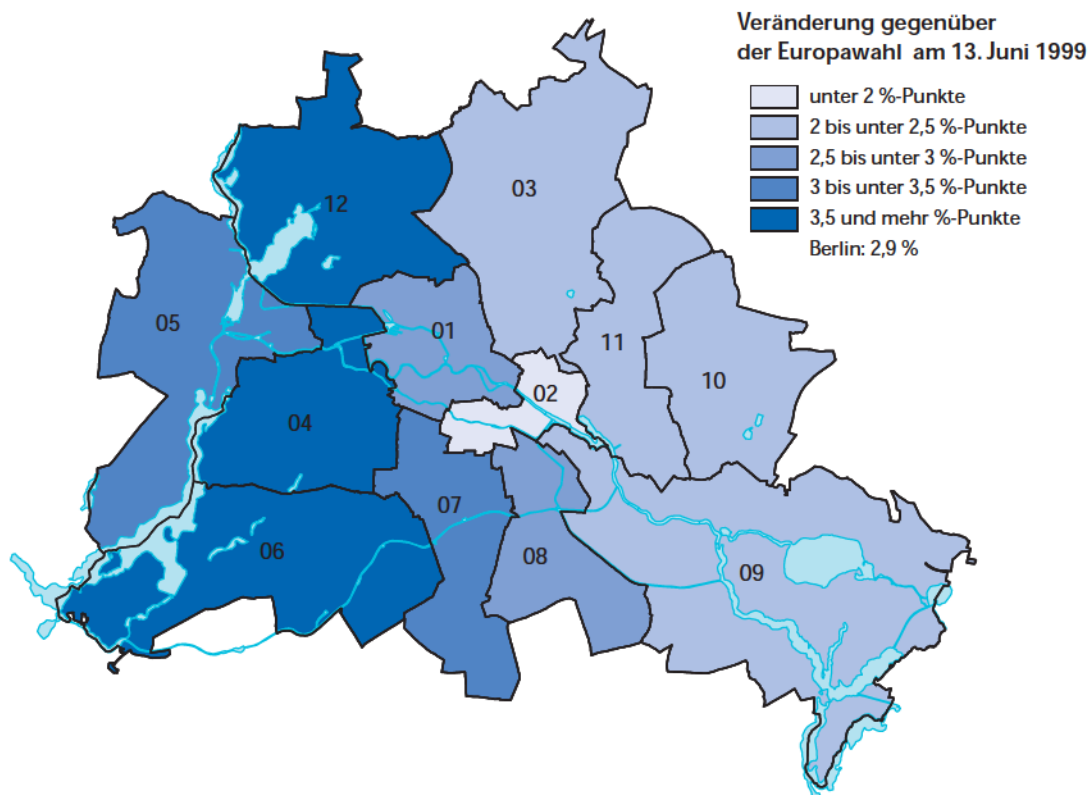 Veränderung gegenüber
der Europawahl am 13. Juni 1999
unter 2 %-Punkte
2 bis unter 2,5 %-Punkte
2,5 bis unter 3 %-Punkte
3 bis unter 3,5 %-Punkte
3,5 und mehr %-Punkte
Berlin: 2,9 %
03
12
05
01
11
10
02
04
07
06
08
09